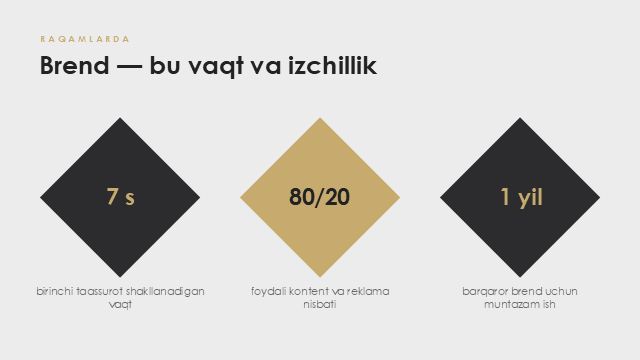 RAQAMLARDA
Brend — bu vaqt va izchillik
7 s
80/20
1 yil
birinchi taassurot shakllanadigan
vaqt
foydali kontent va reklama
nisbati
barqaror brend uchun
muntazam ish